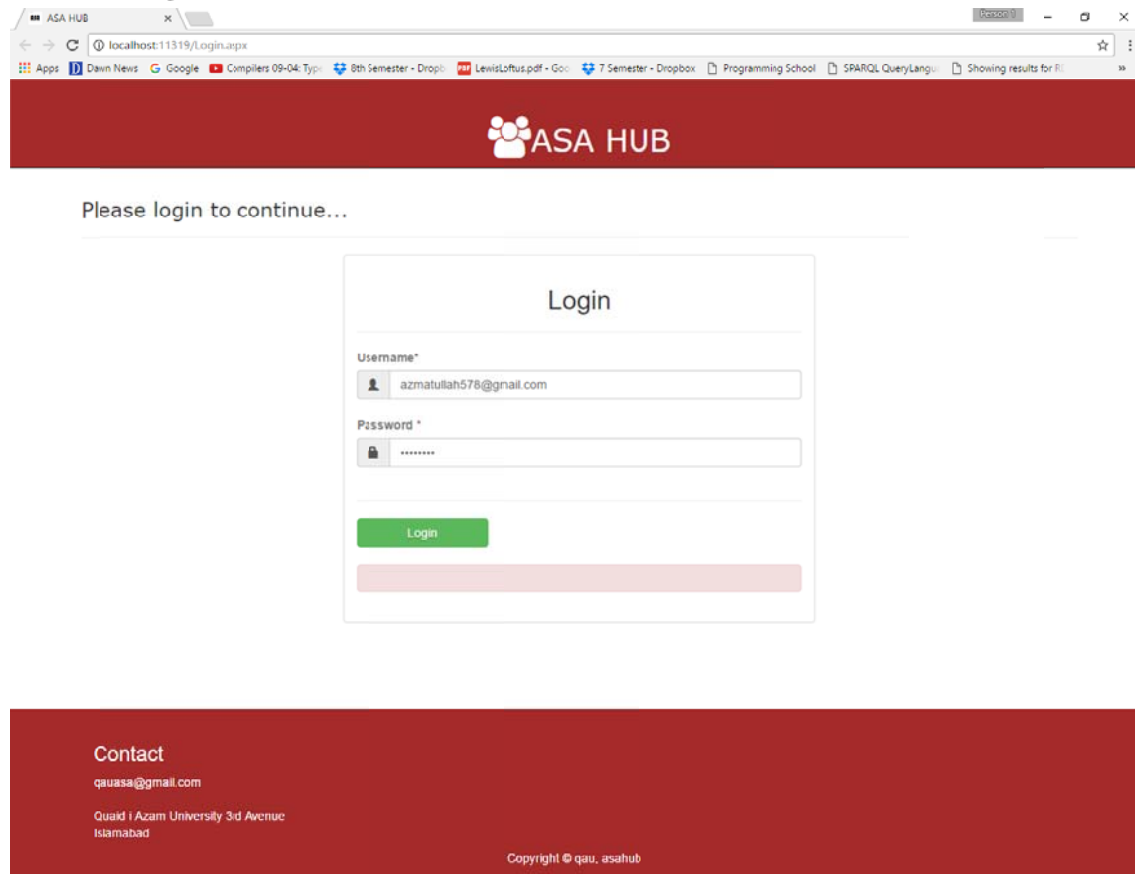 ASA HUB
Person 1
localhost:11319/Login.aspx
Apps Dawn News Google Compilers 09-04: Typ 8th Semester - Dropb LewisLoftus.pdf - Goo 7 Semester - Dropbox Programming School SPARQL QueryLangu Showing results for RE »
ASA HUB
Please login to continue...
Login
Username*
azmatullah578@gmail.com
Password *
Login
Contact
qauasa@gmail.com
Quaid i Azam University 3rd Avenue
Islamabad
Copyright © qau, asahub